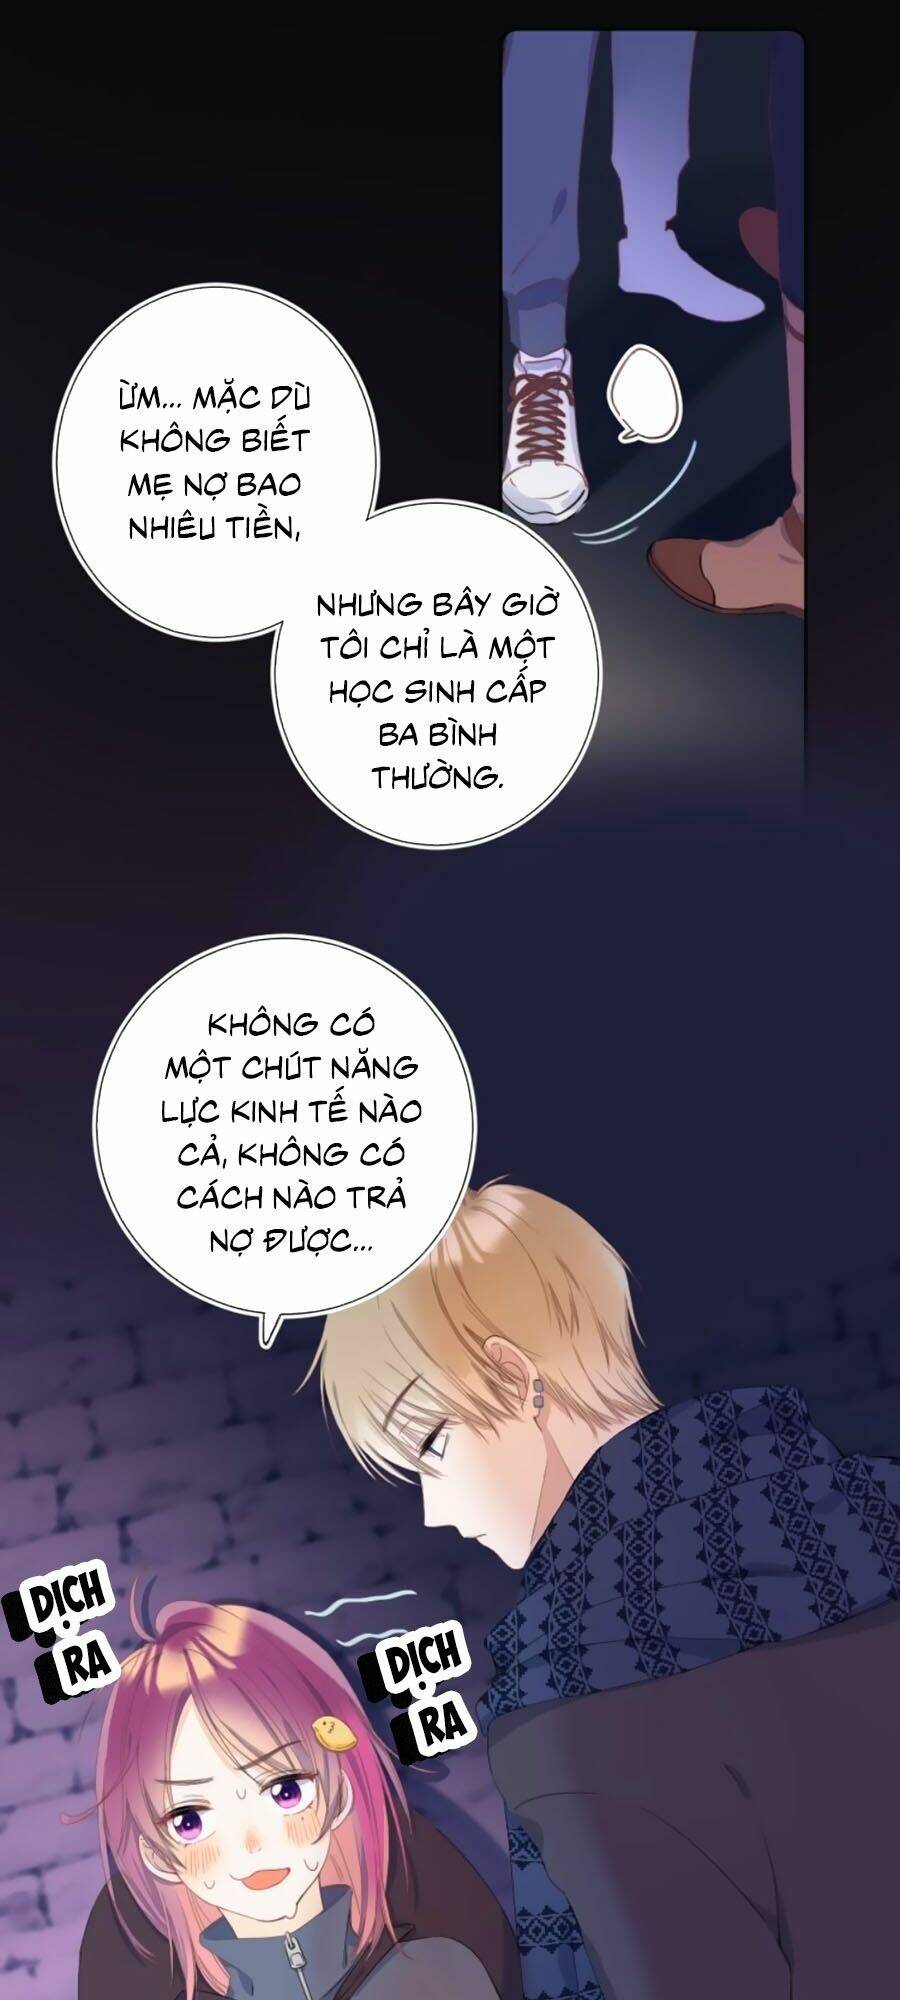 ỪM... MẶC DÙ
KHÔNG BIẾT
MẸ NỢ BAO
NHIÊU TIỀN,
NHƯNG BÂY GIỜ
TÔI CHỈ LÀ MỘT
HỌC SINH CẤP
BA BÌNH
THƯỜNG.
KHÔNG CÓ
MỘT CHÚT NĂNG
LỰC KINH TẾ NÀO
CẢ, KHÔNG CÓ
CÁCH NÀO TRẢ
NỢ ĐƯỢC...
DỊCH
RA
DỊCH
RA